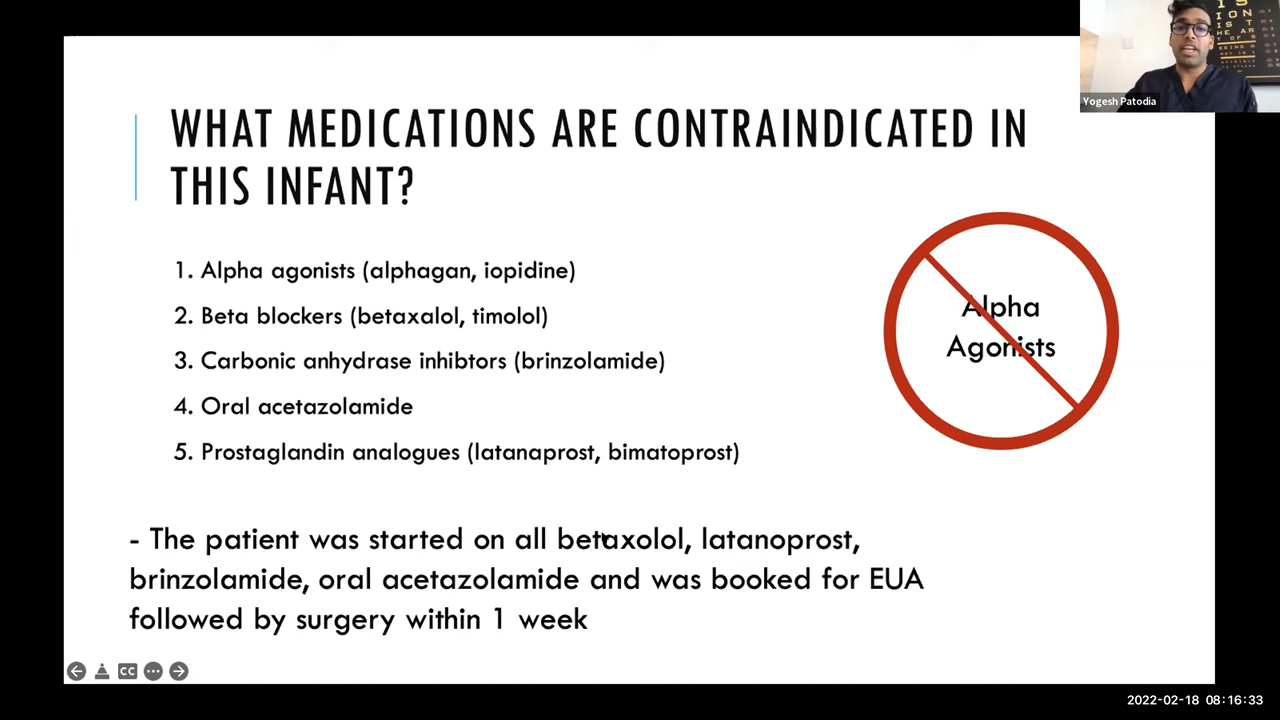 WHAT MEDICATIONS ARE CONTRAINDICATED IN
THIS INFANT?
1. Alpha agonists (alphagan, iopidine)
2. Beta blockers (betaxalol, timolol)
3. Carbonic anhydrase inhibtors (brinzolamide)
4. Oral acetazolamide
5. Prostaglandin analogues (latanaprost, bimatoprost)
Alpha
Agonists
- The patient was started on all betaxolol, latanoprost,
brinzolamide, oral acetazolamide and was booked for EUA
followed by surgery within 1 week
CC
Yogesh Patodia
2022-02-18 08:16:33